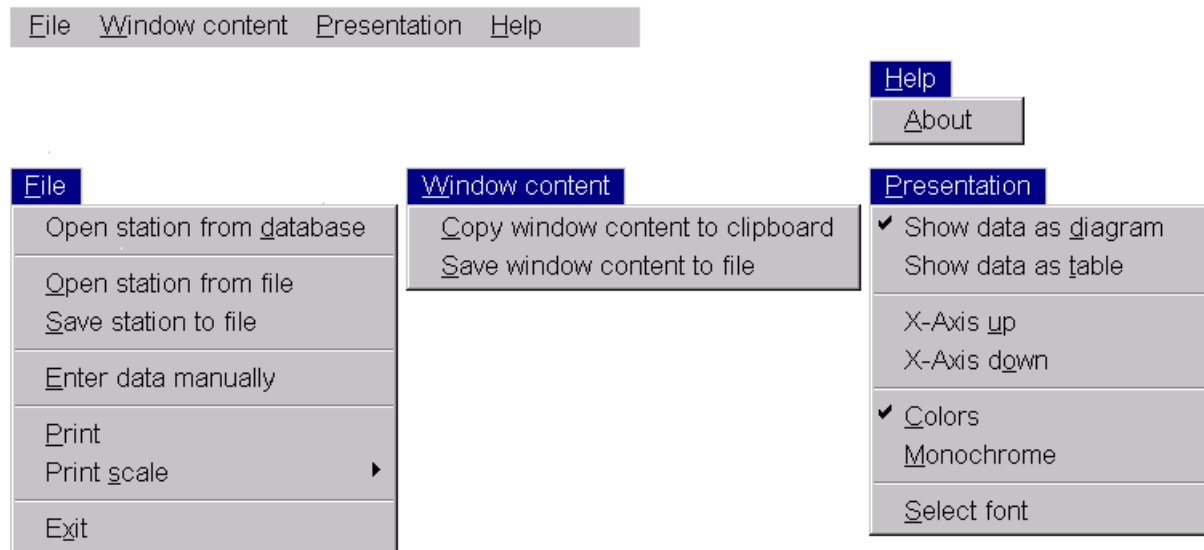 File Window content Presentation Help
Help
About
File
Open station from database
Open station from file
Save station to file
Enter data manually
Print
Print scale
Exit
Window content
Copy window content to clipboard
Save window content to file
Presentation
Show data as diagram
Show data as table
X-Axis up
X-Axis down
Colors
Monochrome
Select font